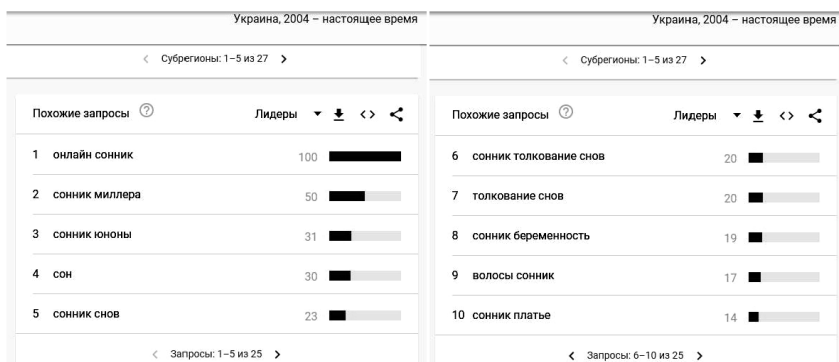 Украина, 2004 – настоящее время
Субрегионы: 1–5 из 27
Похожие запросы
Лидеры
1 онлайн сонник 100
2 сонник миллера 50
3 сонник юноны 31
4 сон 30
5 сонник снов 23
Запросы: 1–5 из 25
Украина, 2004 – настоящее время
Субрегионы: 1–5 из 27
Похожие запросы
Лидеры
6 сонник толкование снов 20
7 толкование снов 20
8 сонник беременность 19
9 волосы сонник 17
10 сонник платье 14
Запросы: 6–10 из 25